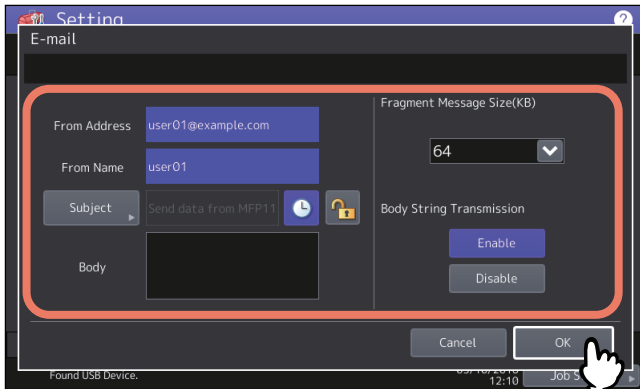 Setting
?
E-mail
From Address
user01@example.com
From Name
user01
Subject
Send data from MFP11
Body
Fragment Message Size(KB)
64
Body String Transmission
Enable
Disable
Cancel
OK
Found USB Device.
12:10
Job S